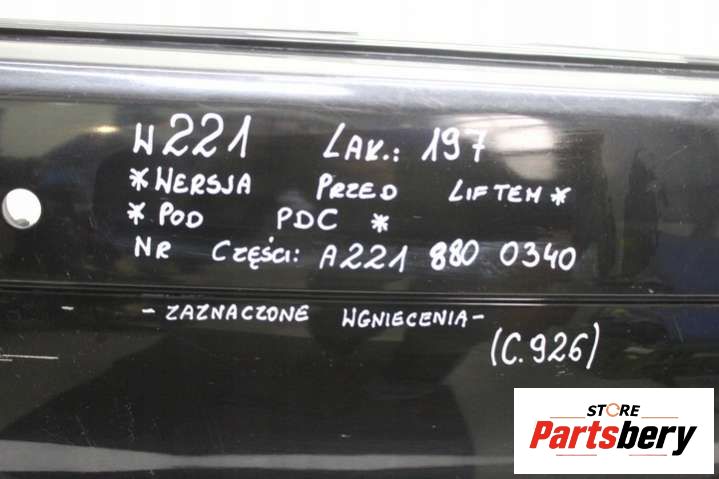 W221 LAK.: 197
*WERSJA PRZED LIFTEM*
*POD PDC *
NR CZĘŚCI: A221 880 0340
- ZAZNACZONE WGNIECENIA -
(C.926)
STORE
Partsbery